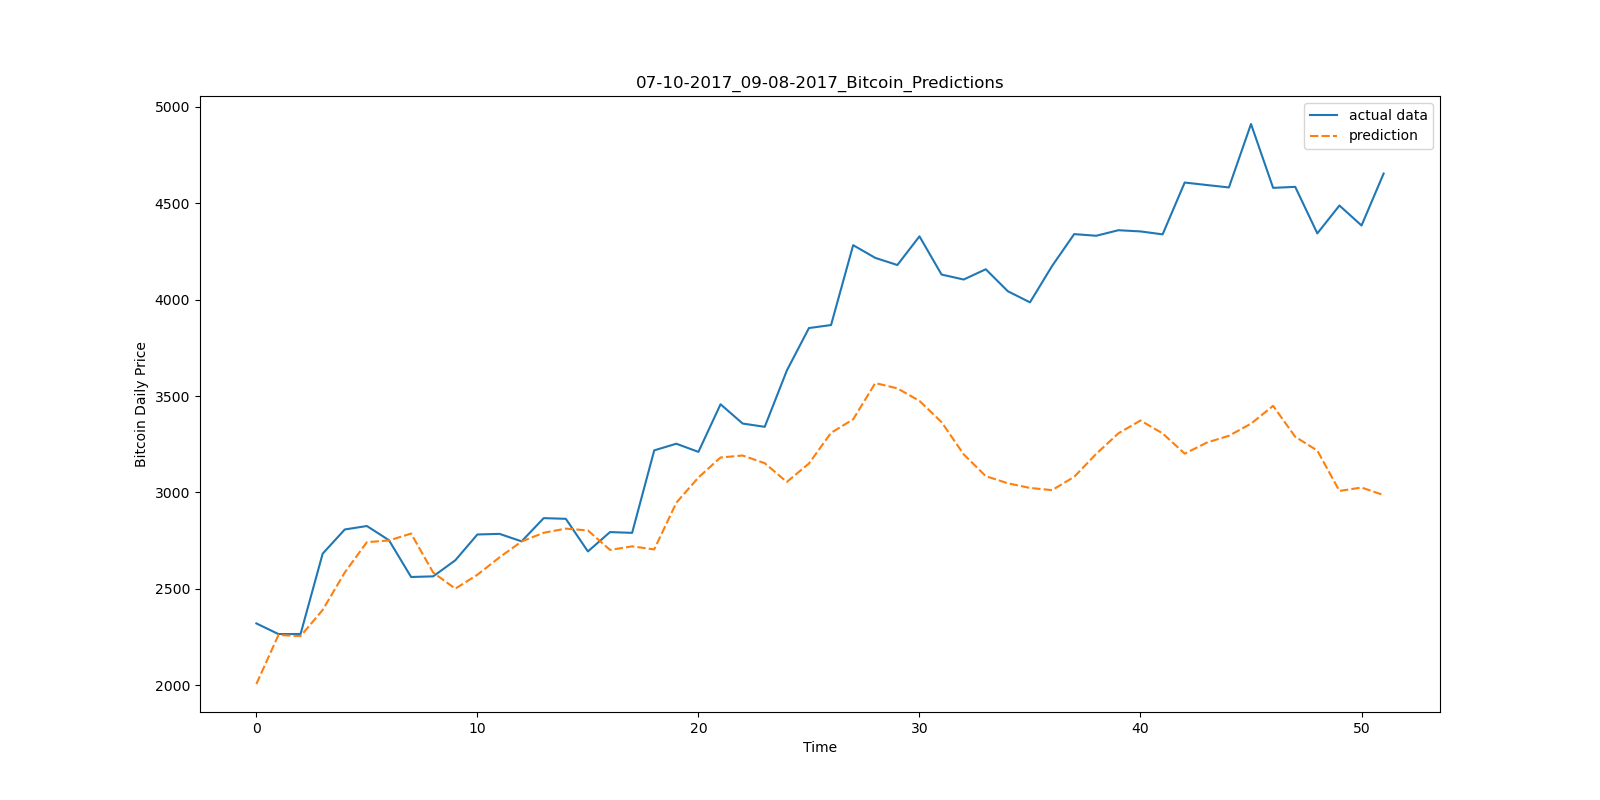 07-10-2017_09-08-2017_Bitcoin_Predictions
actual data
prediction
Bitcoin Daily Price
5000
4500
4000
3500
3000
2500
2000
0 10 20 30 40 50
Time